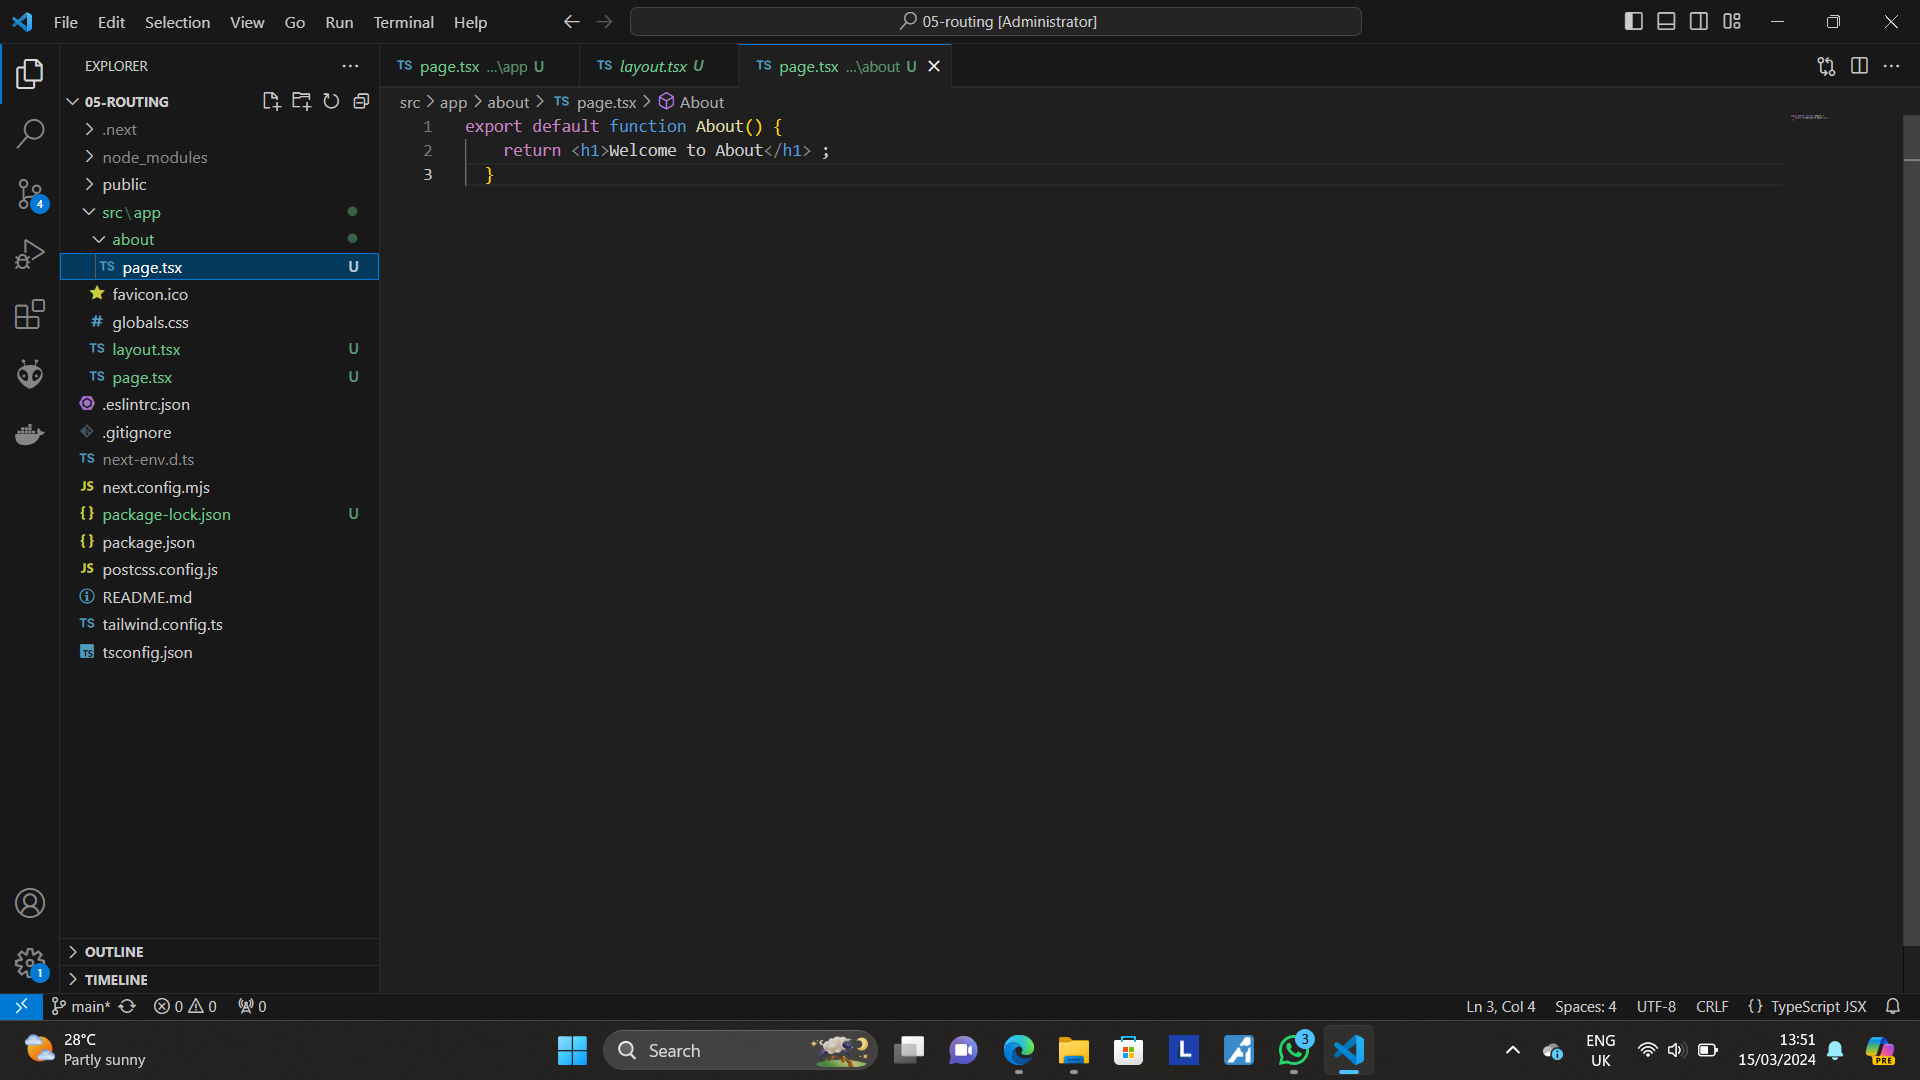 File Edit Selection View Go Run Terminal Help
05-routing [Administrator]
EXPLORER
TS page.tsx ...\app U
TS layout.tsx U
TS page.tsx ...\about U
05-ROUTING
src > app > about > TS page.tsx > About
.next
node_modules
public
src\app
about
TS page.tsx U
favicon.ico
# globals.css
TS layout.tsx U
TS page.tsx U
.eslintrc.json
.gitignore
TS next-env.d.ts
JS next.config.mjs
{} package-lock.json U
{} package.json
JS postcss.config.js
README.md
TS tailwind.config.ts
TS tsconfig.json
1 export default function About() {
2 return <h1>Welcome to About</h1> ;
3 }
4
1
OUTLINE
TIMELINE
main* 0 0 0
Ln 3, Col 4 Spaces: 4 UTF-8 CRLF {} TypeScript JSX
28°C
Partly sunny
Search
L
3
ENG
UK
13:51
15/03/2024
PRE